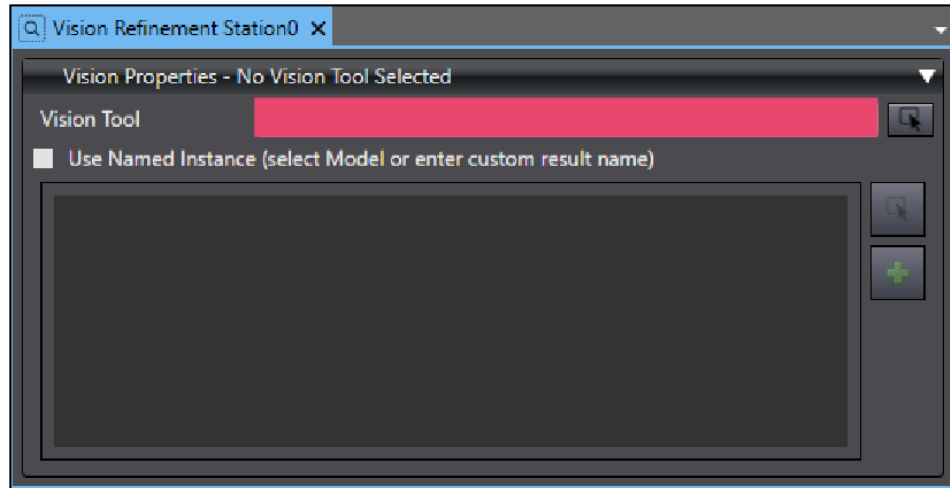 Vision Refinement Station0
Vision Properties - No Vision Tool Selected
Vision Tool
Use Named Instance (select Model or enter custom result name)